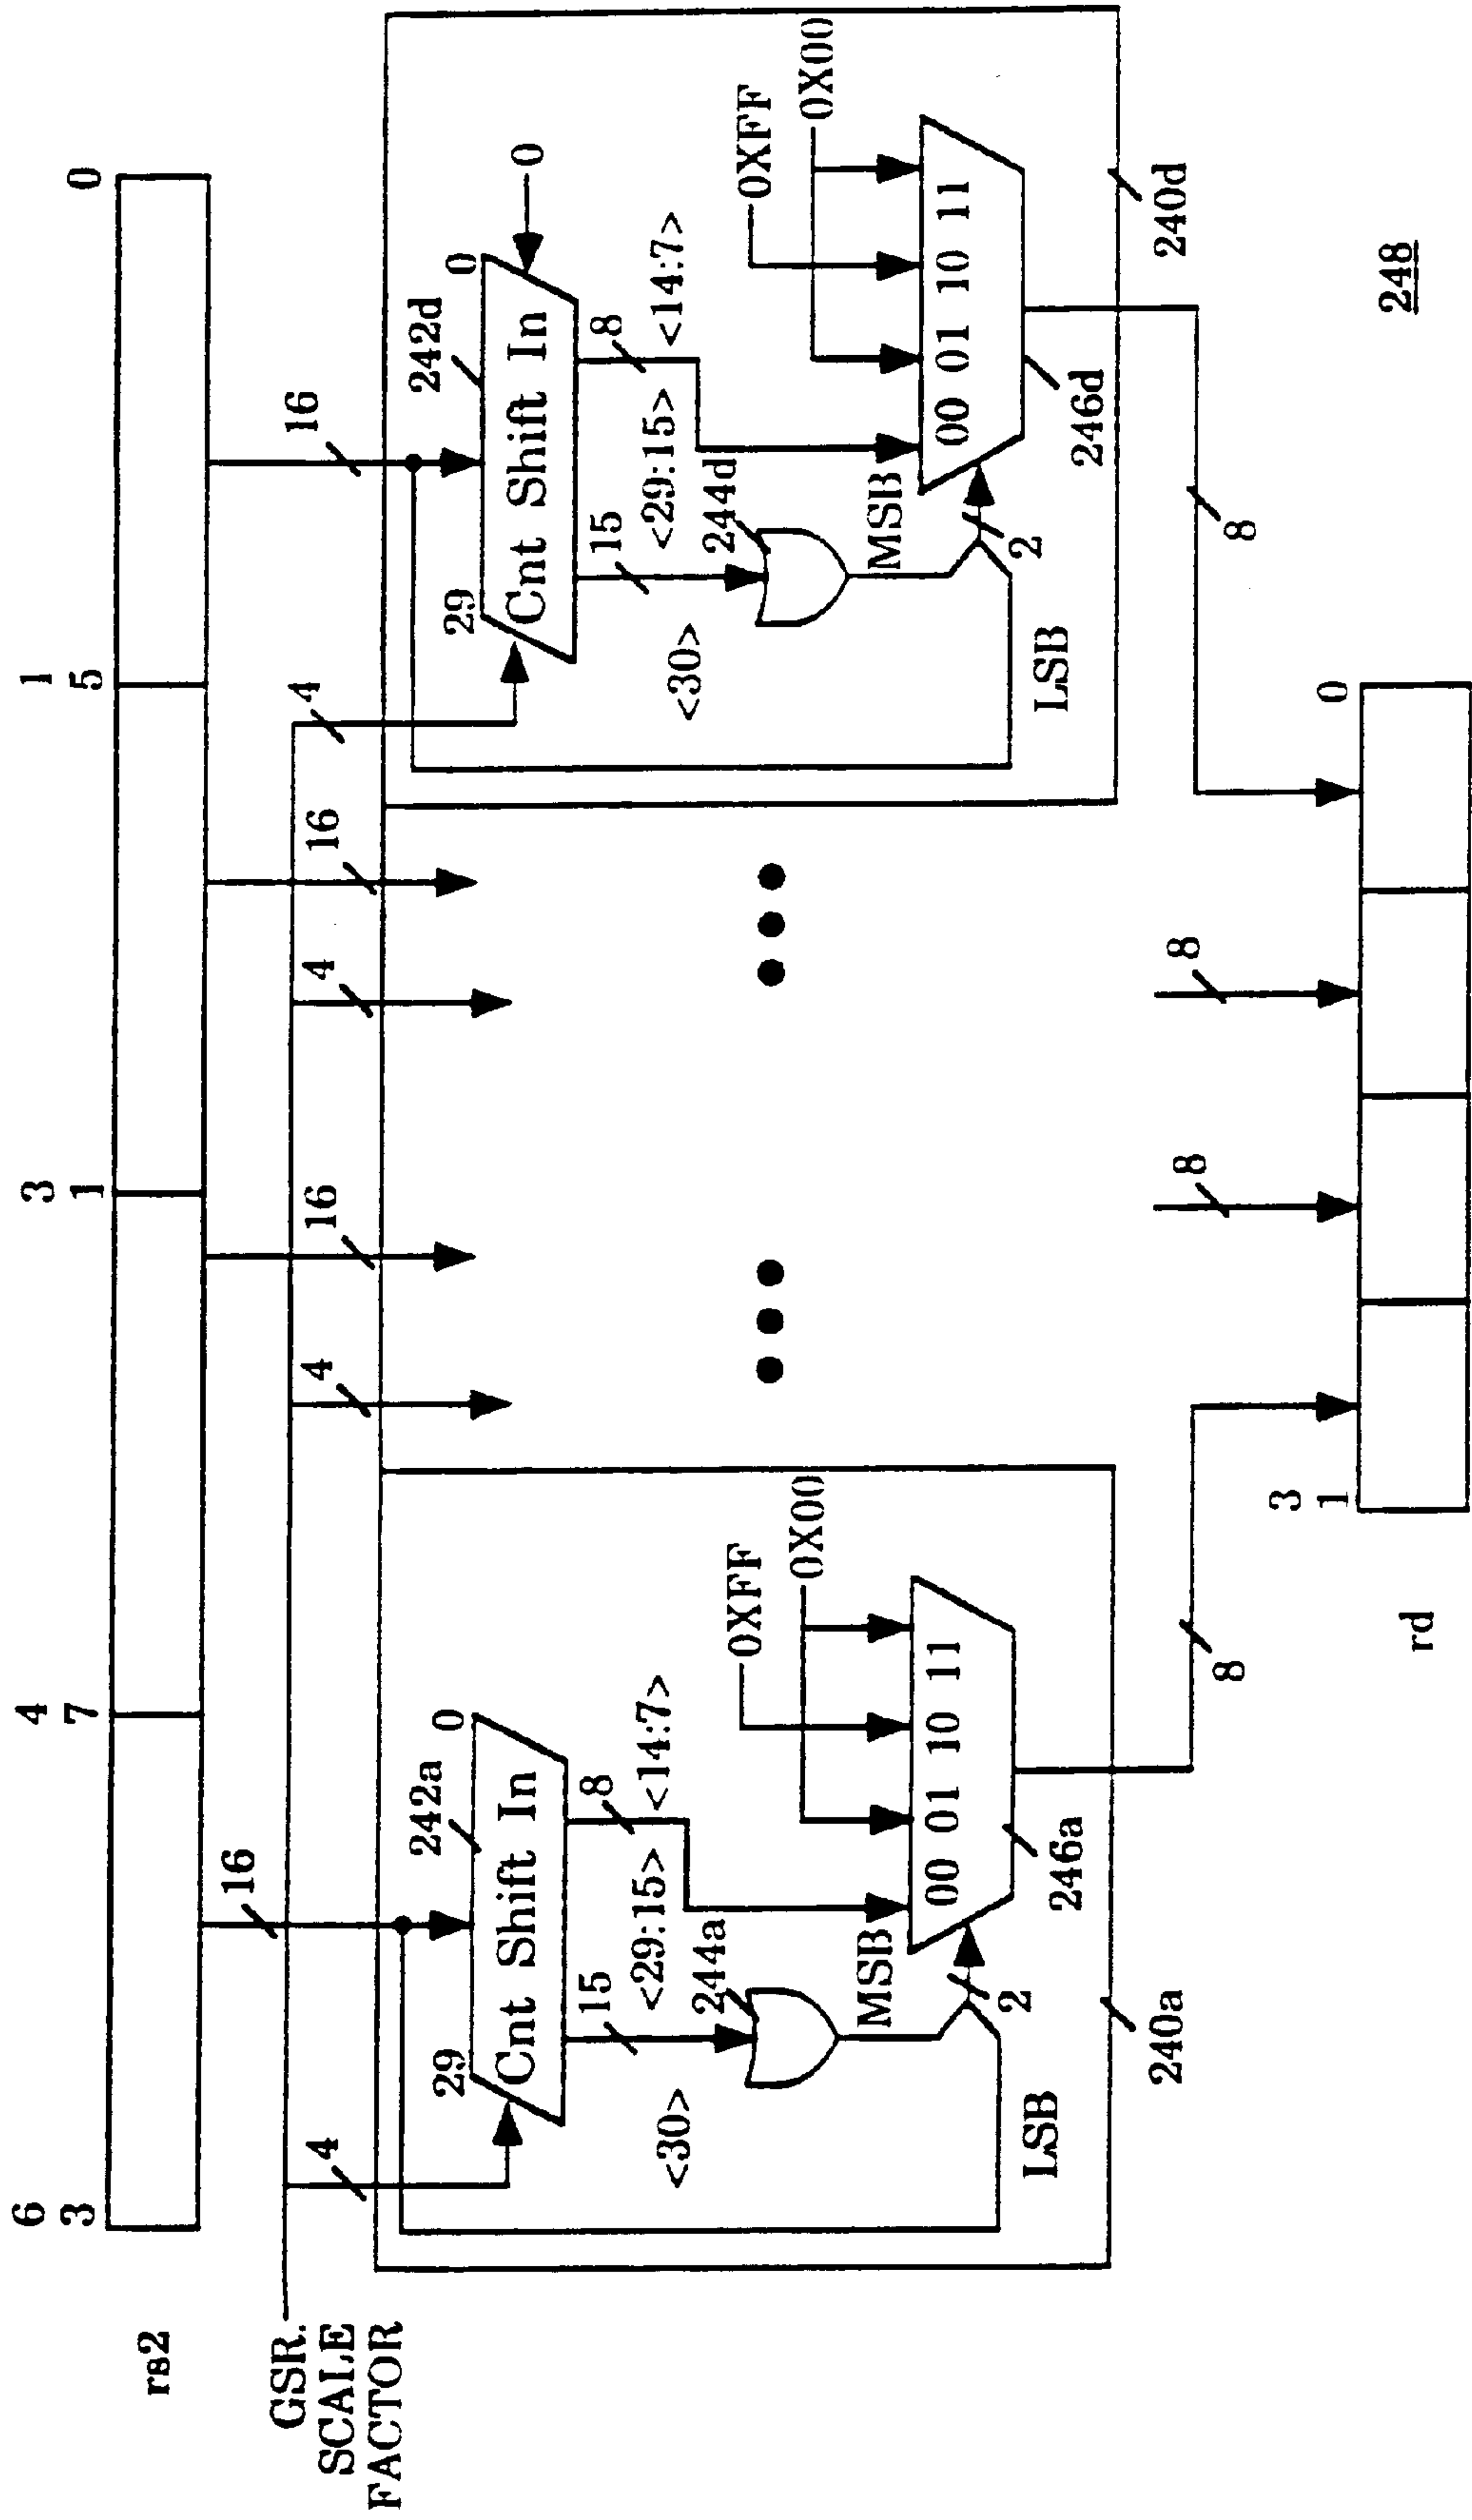 6 4 3 1
3 7 1 5 0
rs2
GSR.
SCALE
FACTOR
16 4 16 4 16 4 16
4
242a
29 0
Cnt Shift In
15 8
<30> <29:15> <14:7>
244a
0XFF
0X00
MSB
00 01 10 11
LSB 2 246a
240a
242d
29 0
Cnt Shift In
0
15 8
<30> <29:15> <14:7>
244d
0XFF
0X00
MSB
00 01 10 11
LSB 2 246d
240d
8 8 8 8
3
1 0
rd
248